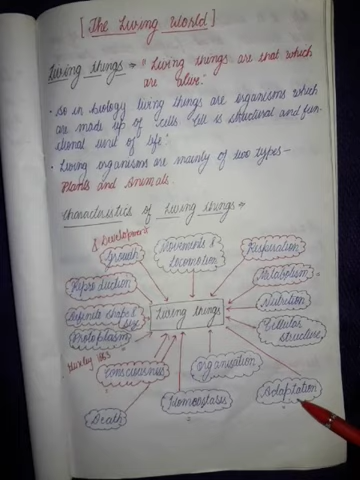 [The Living World]
Living things → "Living things are that which
are alive."
• So in biology living things are organisms which
are made up of cells. Cell is structural and fun-
ctional unit of life.
• Living organisms are mainly of two types—
Plants and Animals.
Characteristics of Living things →
& Development
Growth
Movements &
Locomotion
Respiration
Reproduction
Metabolism
Nutrition
Definite shape &
size
Living things
Protoplasm
Cellular
structure
Huxley 1863
Consciousness
Organisation
Adaptation
Homeostasis
Death